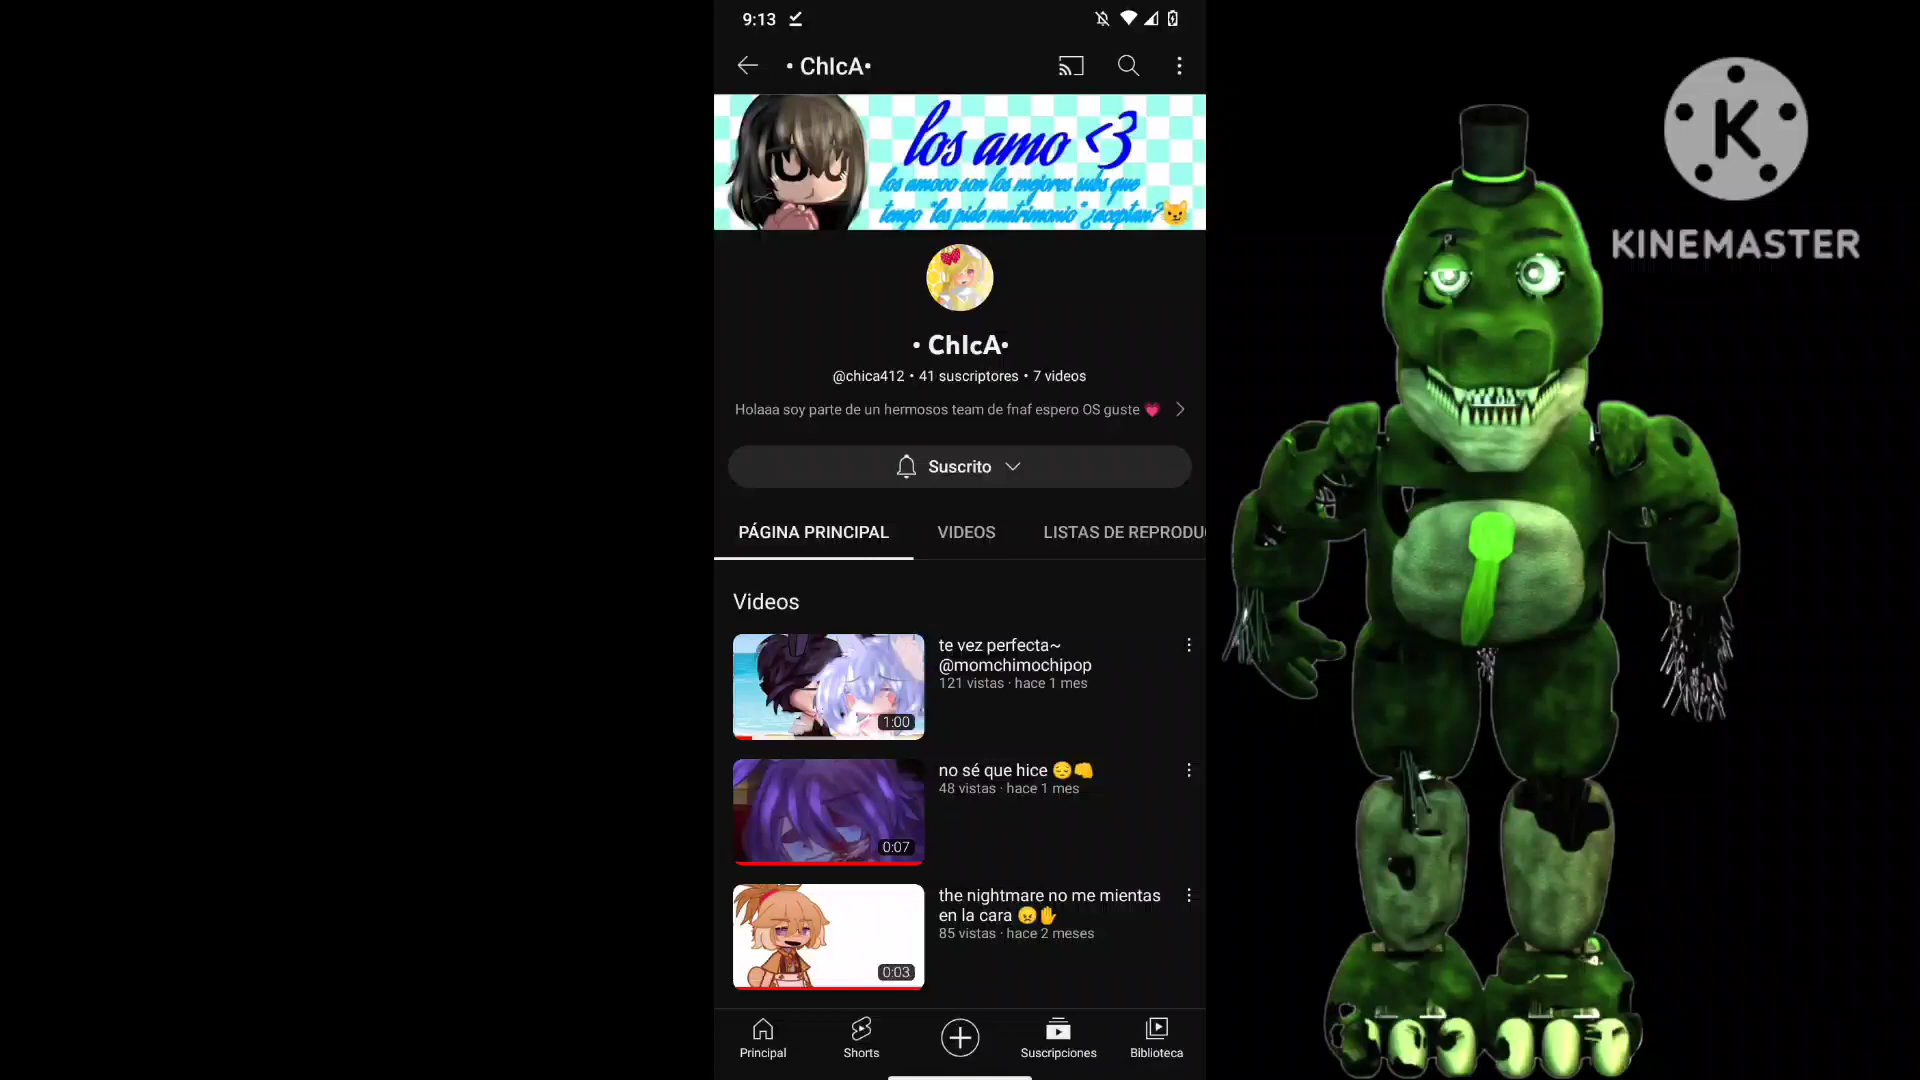 9:13
• ChIcA•
los amo <3
los amooo son los mejores subs que
tengo *les pido matrimonio* ¿aceptan?😼
• ChIcA•
@chica412 • 41 suscriptores • 7 videos
Holaaa soy parte de un hermosos team de fnaf espero OS guste 💗
Suscrito
PÁGINA PRINCIPAL VIDEOS LISTAS DE REPRODU
Videos
te vez perfecta~
@momchimochipop
121 vistas · hace 1 mes
1:00
no sé que hice 😔👊
48 vistas · hace 1 mes
0:07
the nightmare no me mientas
en la cara 😠✋
85 vistas · hace 2 meses
0:03
Principal Shorts Suscripciones Biblioteca
K
KINEMASTER